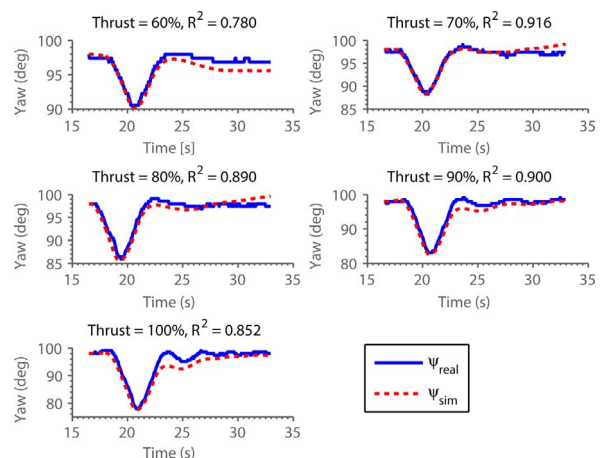 Thrust = 60%, R² = 0.780
Yaw (deg)
100
95
90
15 20 25 30 35
Time [s]
Thrust = 70%, R² = 0.916
Yaw (deg)
100
95
90
85
15 20 25 30 35
Time (s)
Thrust = 80%, R² = 0.890
Yaw (deg)
100
95
90
85
15 20 25 30 35
Time (s)
Thrust = 90%, R² = 0.900
Yaw (deg)
100
90
80
15 20 25 30 35
Time (s)
Thrust = 100%, R² = 0.852
Yaw (deg)
100
90
80
15 20 25 30 35
Time (s)
Ψreal
Ψsim